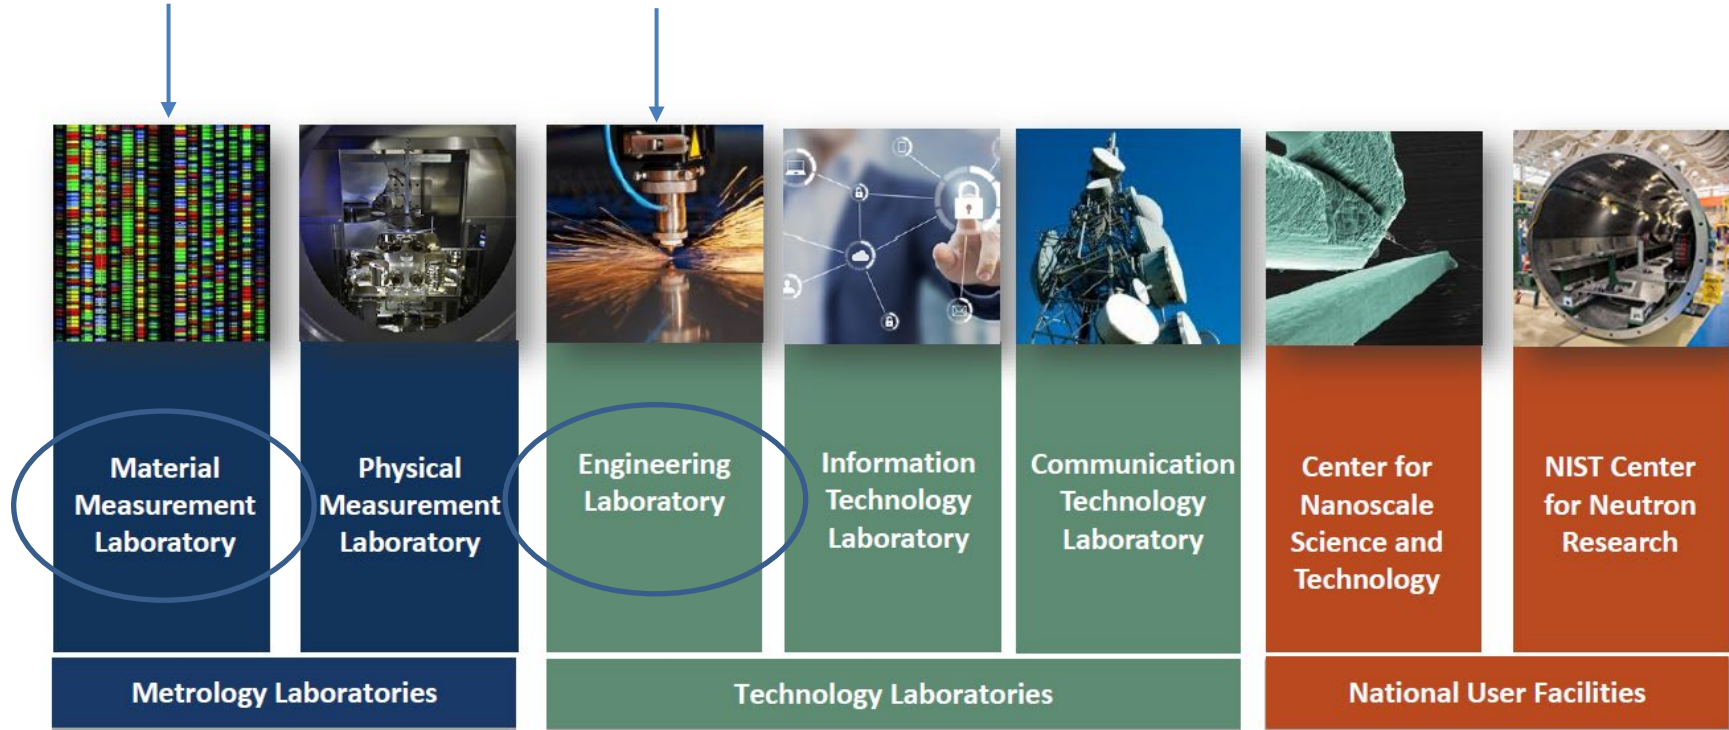 Material
Measurement
Laboratory
Physical
Measurement
Laboratory
Engineering
Laboratory
Information
Technology
Laboratory
Communication
Technology
Laboratory
Center for
Nanoscale
Science and
Technology
NIST Center
for Neutron
Research
Metrology Laboratories
Technology Laboratories
National User Facilities